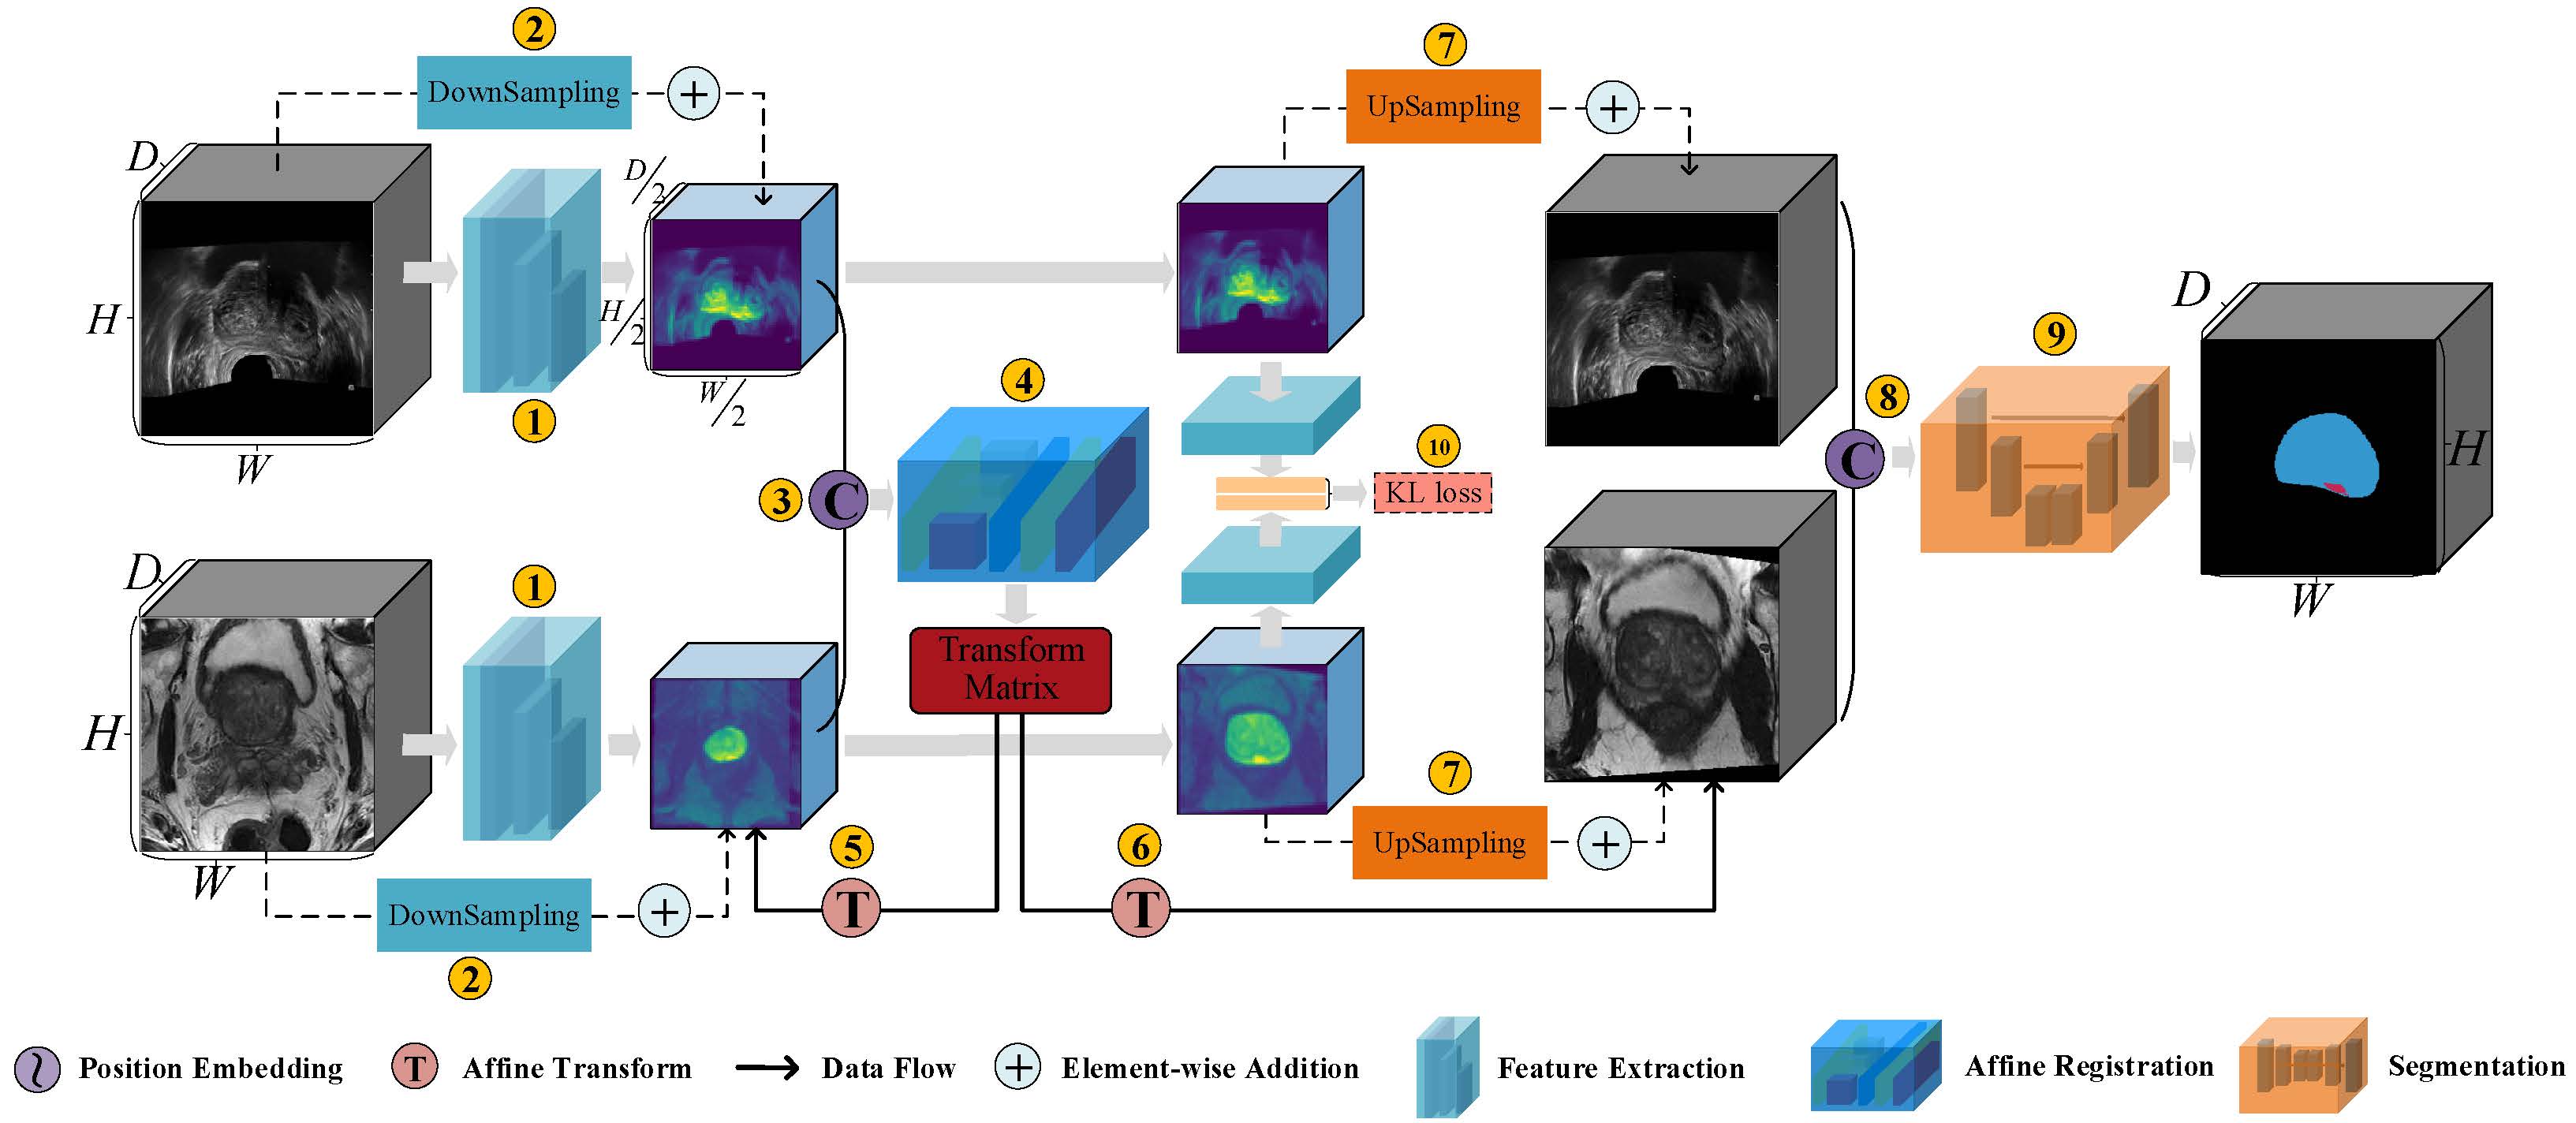 2
7
DownSampling
+
UpSampling
+
D
D/2
H
H/2
W
W/2
1
4
3
C
10
KL loss
8
C
9
D
H
W
D
H
W
1
Transform
Matrix
5
T
6
T
7
UpSampling
+
DownSampling
+
2
Position Embedding
T
Affine Transform
Data Flow
+
Element-wise Addition
Feature Extraction
Affine Registration
Segmentation